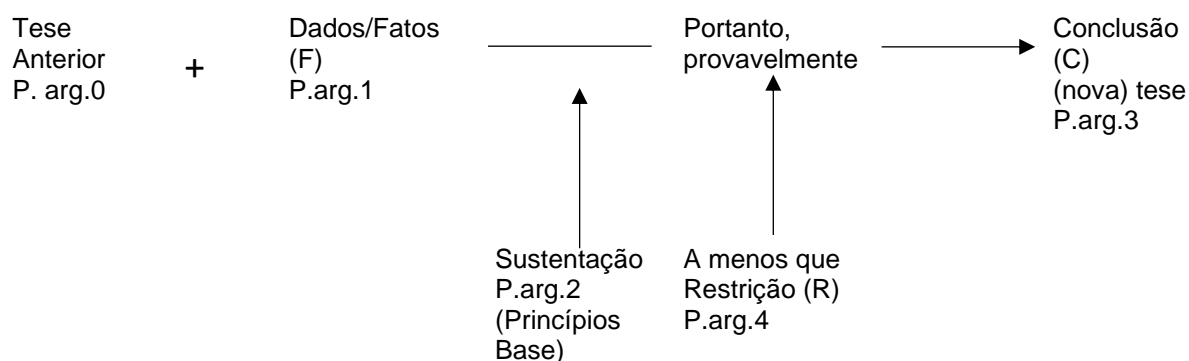 Tese
Anterior
P. arg.0
+
Dados/Fatos
(F)
P.arg.1
Portanto,
provavelmente
Conclusão
(C)
(nova) tese
P.arg.3
Sustentação
P.arg.2
(Princípios
Base)
A menos que
Restrição (R)
P.arg.4